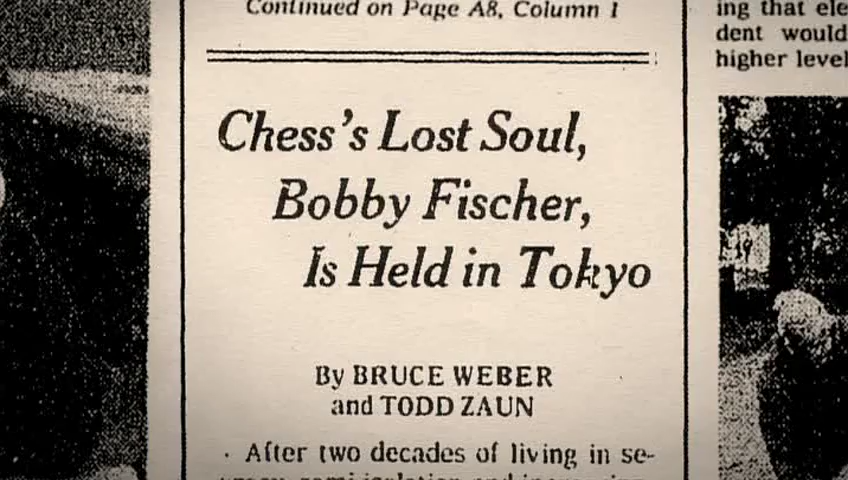 Continued on Page A8, Column 1
Chess's Lost Soul,
Bobby Fischer,
Is Held in Tokyo
By BRUCE WEBER
and TODD ZAUN
After two decades of living in se-
ing that ele
dent would
higher level